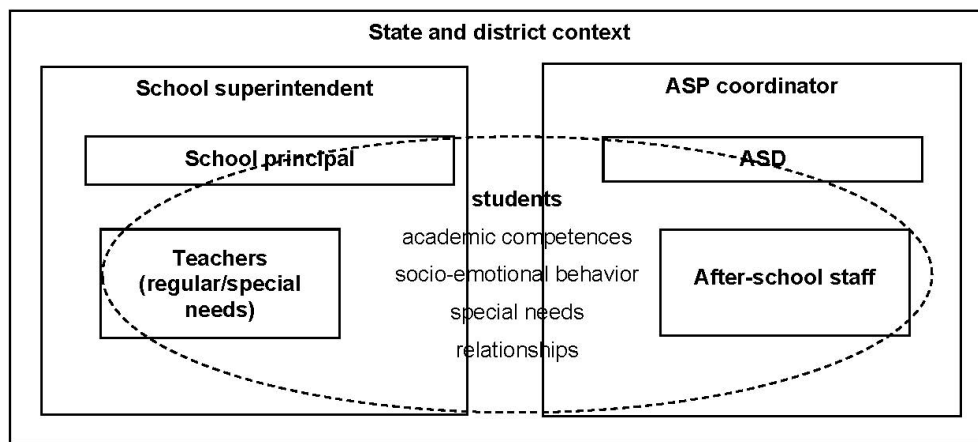 State and district context
School superintendent
ASP coordinator
School principal
ASD
students
academic competences
socio-emotional behavior
special needs
relationships
Teachers
(regular/special
needs)
After-school staff